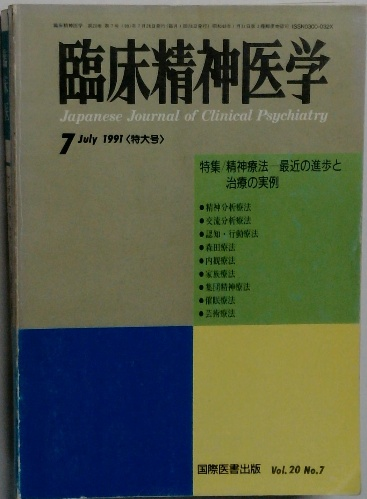 臨床精神医学
Japanese Journal of Clinical Psychiatry
7 July 1991〈特大号〉
特集/精神療法—最近の進歩と
治療の実例
●精神分析療法
●交流分析療法
●認知・行動療法
●森田療法
●内観療法
●家族療法
●集団精神療法
●催眠療法
●芸術療法
国際医書出版 Vol.20 No.7